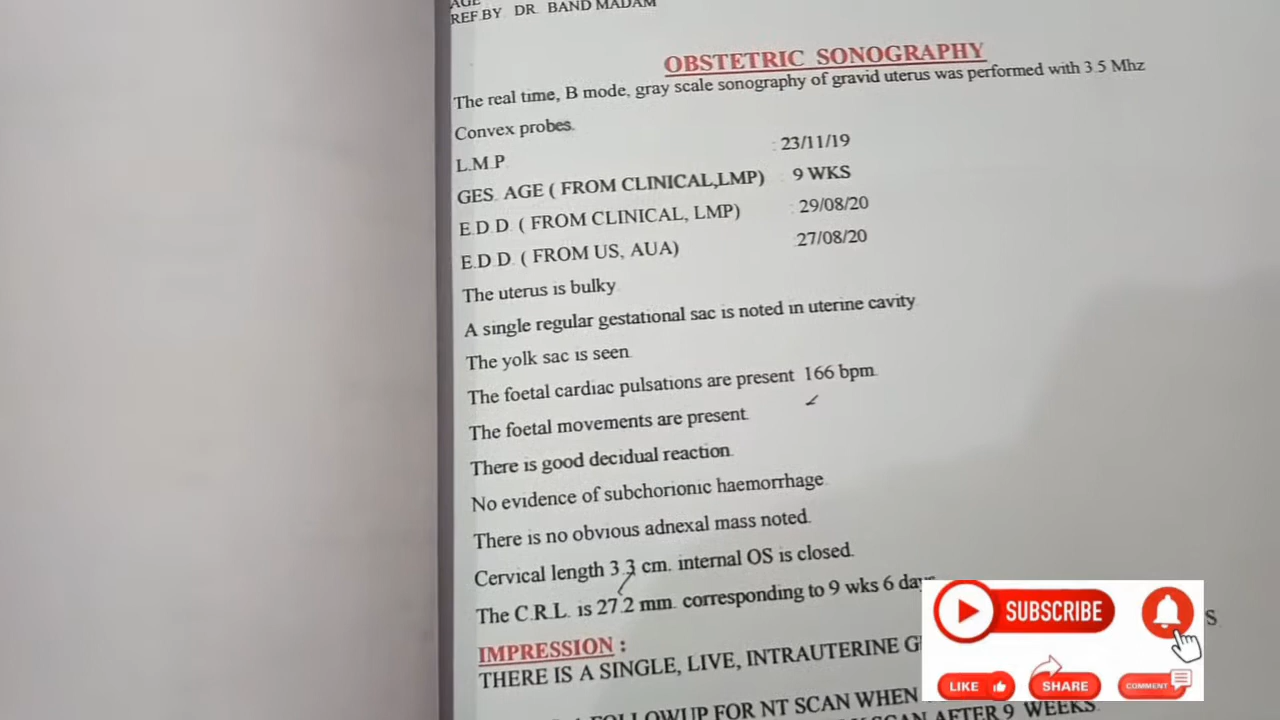 AGE
REF.BY DR. BAND MADAM
OBSTETRIC SONOGRAPHY
The real time, B mode, gray scale sonography of gravid uterus was performed with 3.5 Mhz
Convex probes.
L.M.P : 23/11/19
GES. AGE ( FROM CLINICAL,LMP) 9 WKS
E.D.D. ( FROM CLINICAL, LMP) : 29/08/20
E.D.D. ( FROM US, AUA) : 27/08/20
The uterus is bulky
A single regular gestational sac is noted in uterine cavity
The yolk sac is seen
The foetal cardiac pulsations are present 166 bpm.
The foetal movements are present.
There is good decidual reaction.
No evidence of subchorionic haemorrhage
There is no obvious adnexal mass noted.
Cervical length 3.3 cm. internal OS is closed.
The C.R.L. is 27.2 mm. corresponding to 9 wks 6 days
IMPRESSION :
THERE IS A SINGLE, LIVE, INTRAUTERINE
FOLLOWUP FOR NT SCAN WHEN
SCAN AFTER 9 WEEKS.
SUBSCRIBE
LIKE SHARE COMMENT